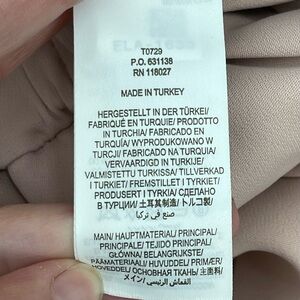 T0729
P.O. 631138
RN 118027
MADE IN TURKEY
HERGESTELLT IN DER TÜRKEI/
FABRIQUÉ EN TURQUIE/ PRODOTTO
IN TURCHIA/ FABRICADO EN
TURQUÍA/ WYPRODUKOWANO W
TURCJI/ FABRICADO NA TURQUIA/
VERVAARDIGD IN TURKIJE/
VALMISTETTU TURKISSA/ TILLVERKAD
I TURKIET/ FREMSTILLET I TYRKIET/
PRODUSERT I TYRKIA/ СДЕЛАНО
В ТУРЦИИ/ 土耳其制造/ トルコ製/
صنع في تركيا
MAIN/ HAUPTMATERIAL/ PRINCIPAL/
PRINCIPALE/ TEJIDO PRINCIPAL/
GŁÓWNA/ BELANGRIJKSTE/
PÄÄMATERIAALI/ HUVUDDEL/ PRIMÆR/
HOVEDDEL/ ОСНОВНАЯ ТКАНЬ/ 主面料/
القماش الرئيسي